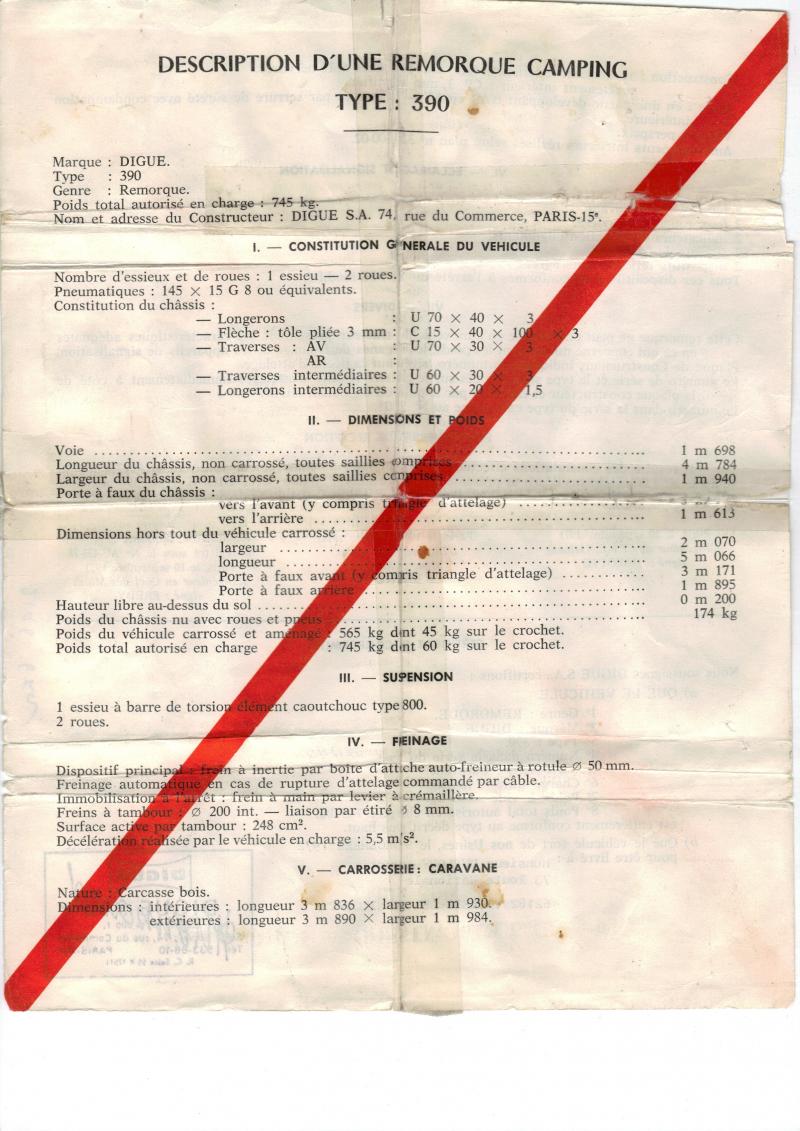 DESCRIPTION D'UNE REMORQUE CAMPING
TYPE : 390
Marque : DIGUE.
Type : 390
Genre : Remorque.
Poids total autorisé en charge : 745 kg.
Nom et adresse du Constructeur : DIGUE S.A. 74, rue du Commerce, PARIS-15e.
I. — CONSTITUTION GENERALE DU VEHICULE
Nombre d'essieux et de roues : 1 essieu — 2 roues.
Pneumatiques : 145 × 15 G 8 ou équivalents.
Constitution du châssis :
— Longerons : U 70 × 40 × 3
— Flèche : tôle pliée 3 mm : C 15 × 40 × 100 × 3
— Traverses : AV : U 70 × 30 × 3
AR :
— Traverses intermédiaires : U 60 × 30 × 3
— Longerons intermédiaires : U 60 × 20 × 1,5
II. — DIMENSIONS ET POIDS
Voie 1 m 698
Longueur du châssis, non carrossé, toutes saillies comprises 4 m 784
Largeur du châssis, non carrossé, toutes saillies comprises 1 m 940
Porte à faux du châssis :
vers l'avant (y compris triangle d'attelage)
vers l'arrière 1 m 613
Dimensions hors tout du véhicule carrossé :
largeur 2 m 070
longueur 5 m 066
Porte à faux avant (y compris triangle d'attelage) 3 m 171
Porte à faux arrière 1 m 895
Hauteur libre au-dessus du sol 0 m 200
Poids du châssis nu avec roues et pneus 174 kg
Poids du véhicule carrossé et aménagé : 565 kg dont 45 kg sur le crochet.
Poids total autorisé en charge : 745 kg dont 60 kg sur le crochet.
III. — SUSPENSION
1 essieu à barre de torsion élément caoutchouc type 800.
2 roues.
IV. — FREINAGE
Dispositif principal : frein à inertie par boîte d'attache auto-freineur à rotule ⌀ 50 mm.
Freinage automatique en cas de rupture d'attelage commandé par câble.
Immobilisation à l'arrêt : frein à main par levier à crémaillère.
Freins à tambour : ⌀ 200 int. — liaison par étiré ⌀ 8 mm.
Surface active par tambour : 248 cm².
Décélération réalisée par le véhicule en charge : 5,5 m/s².
V. — CARROSSERIE : CARAVANE
Nature : Carcasse bois.
Dimensions : intérieures : longueur 3 m 836 × largeur 1 m 930.
extérieures : longueur 3 m 890 × largeur 1 m 984.